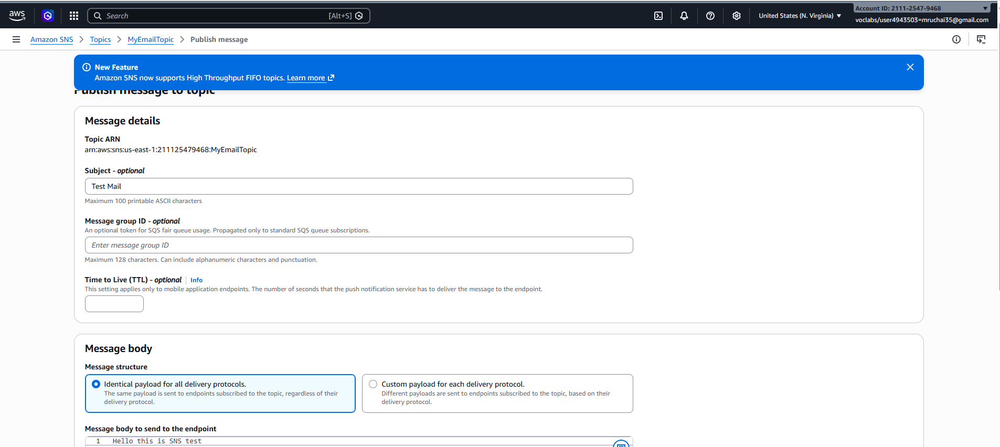 aws
Search
[Alt+S]
United States (N. Virginia)
Account ID: 2111-2547-9468
voclabs/user4943503=mruchai35@gmail.com
Amazon SNS
Topics
MyEmailTopic
Publish message
New Feature
Amazon SNS now supports High Throughput FIFO topics. Learn more
Publish message to topic
Message details
Topic ARN
arn:aws:sns:us-east-1:211125479468:MyEmailTopic
Subject - optional
Test Mail
Maximum 100 printable ASCII characters
Message group ID - optional
An optional token for SQS fair queue usage. Propagated only to standard SQS queue subscriptions.
Enter message group ID
Maximum 128 characters. Can include alphanumeric characters and punctuation.
Time to Live (TTL) - optional Info
This setting applies only to mobile application endpoints. The number of seconds that the push notification service has to deliver the message to the endpoint.
Message body
Message structure
Identical payload for all delivery protocols.
The same payload is sent to endpoints subscribed to the topic, regardless of their
delivery protocol.
Custom payload for each delivery protocol.
Different payloads are sent to endpoints subscribed to the topic, based on their
delivery protocol.
Message body to send to the endpoint
1 Hello this is SNS test